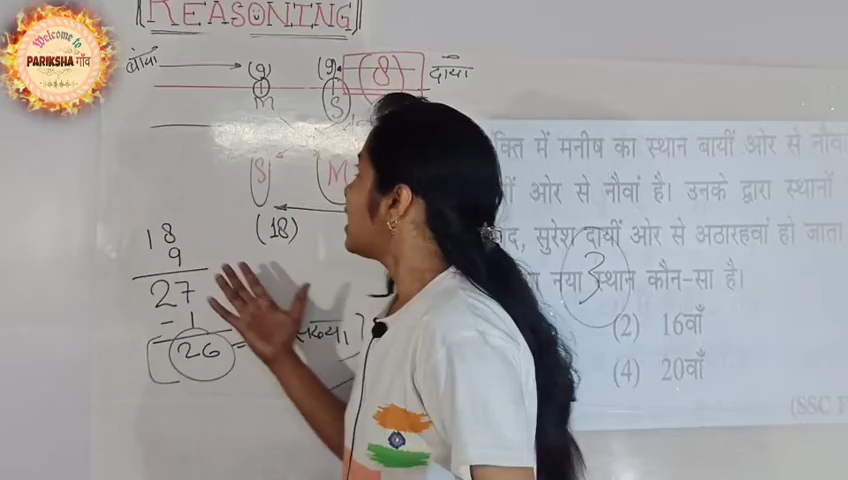 REASONING
Welcome to
PARIKSHA गाँव
बांया
(9)
(9)
(8)
दाया
M
S
S
M
(18)
18
9
27
- 1
26 =
क्ति में मनीष का स्थान बायीं ओर से नौवा
ओर से नौवां है। उनके द्वारा स्थानों
सुरेश दायीं ओर से अठारहवां हो जाता
नया स्थान कौन-सा है।
3
(2) 16वाँ
(4) 20वाँ
(SSC